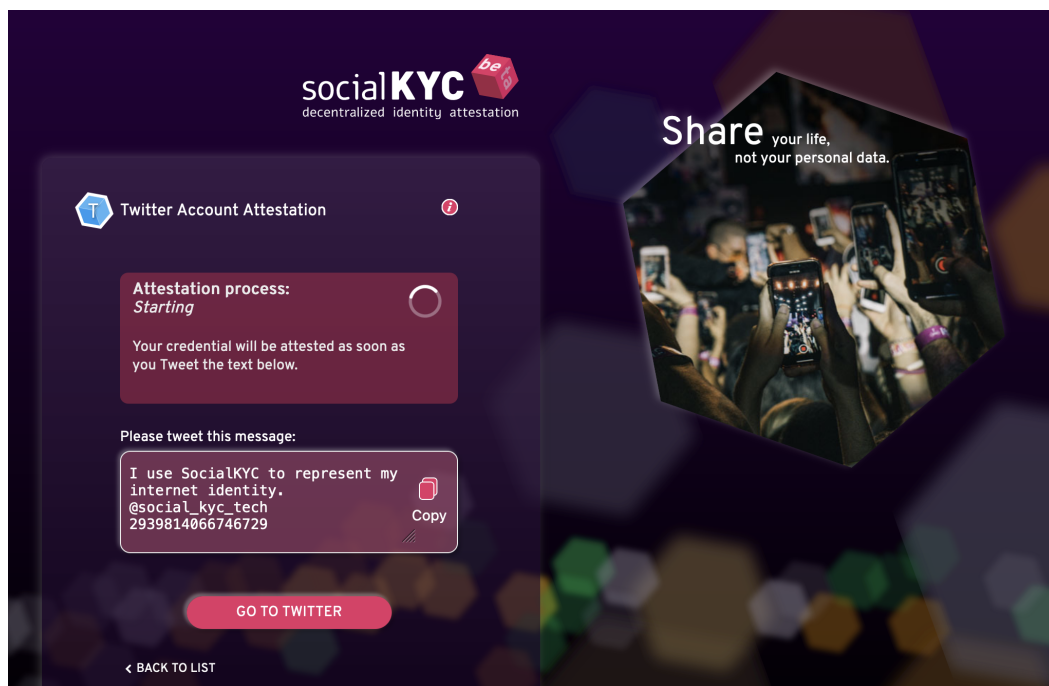 socialKYC
be ta
decentralized identity attestation
Share your life,
not your personal data.
T
Twitter Account Attestation
i
Attestation process:
Starting
Your credential will be attested as soon as
you Tweet the text below.
Please tweet this message:
I use SocialKYC to represent my
internet identity.
@social_kyc_tech
2939814066746729
Copy
GO TO TWITTER
BACK TO LIST